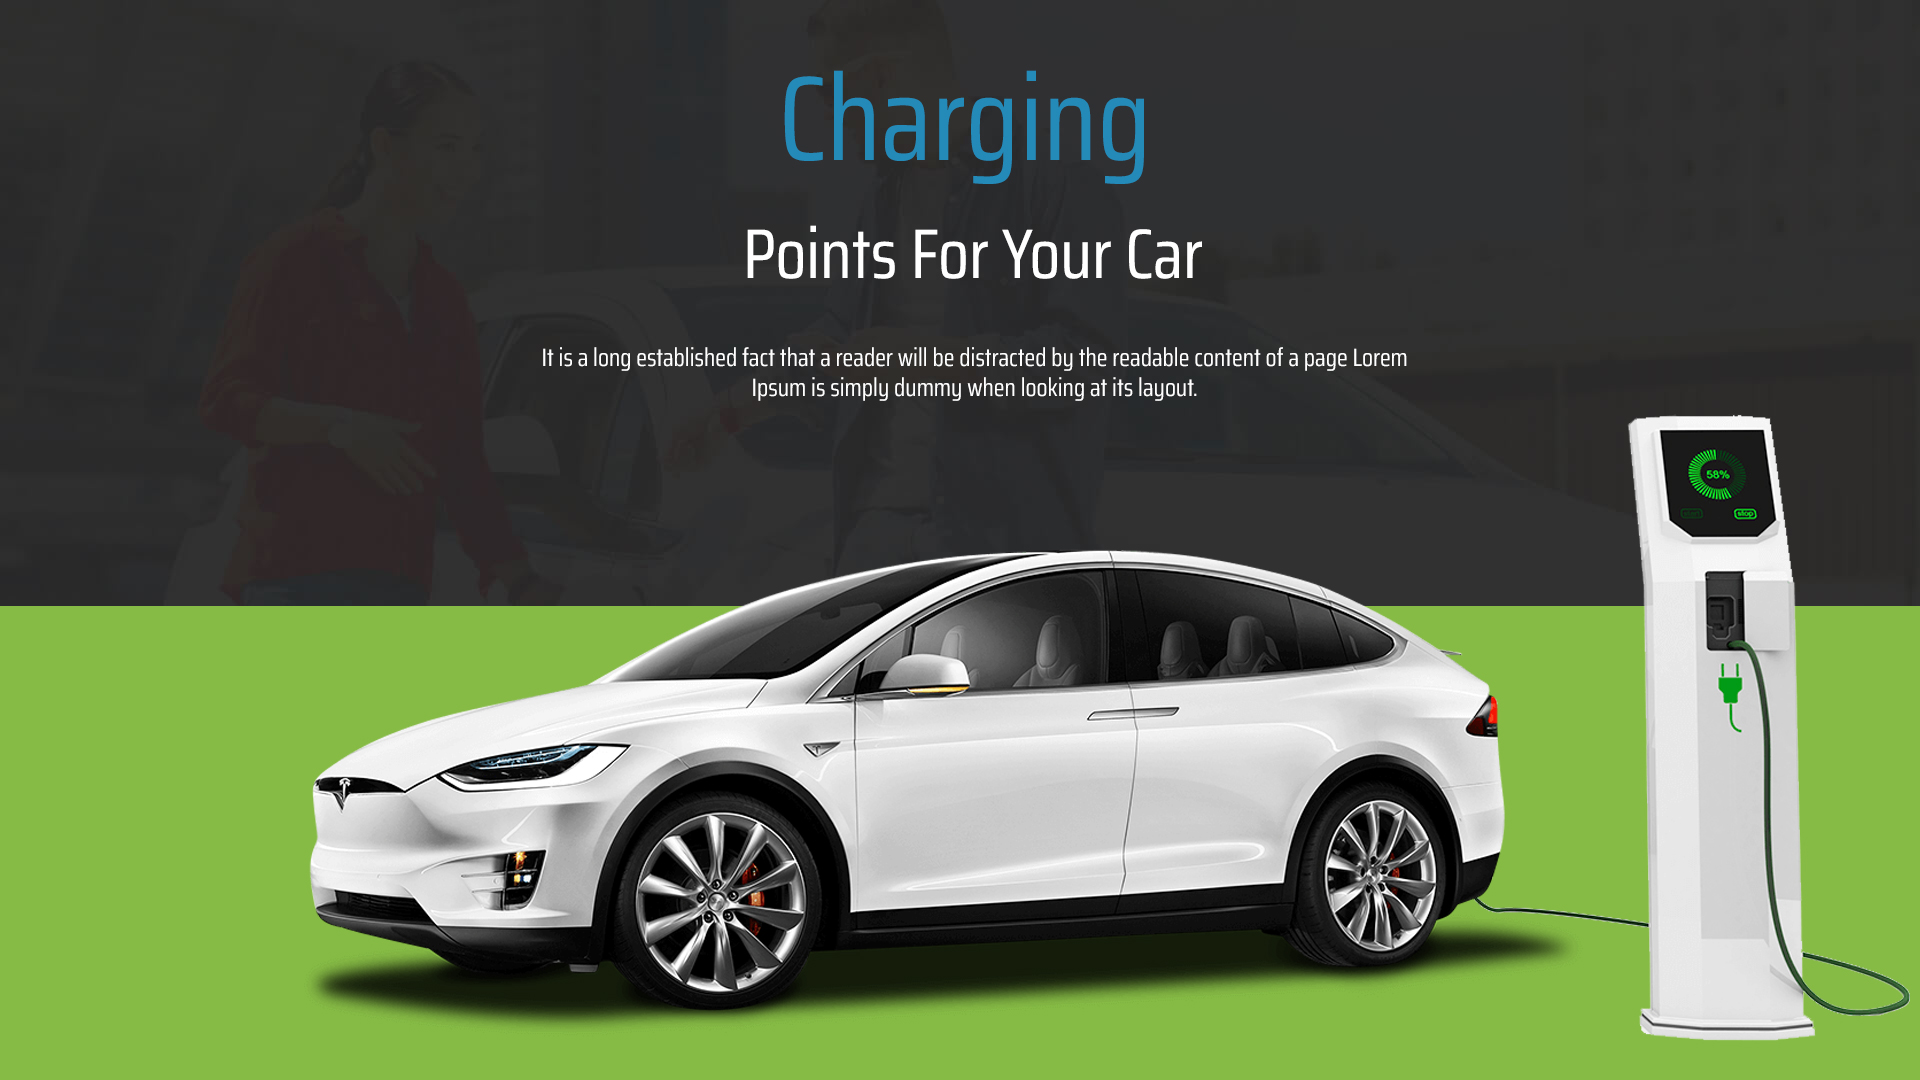 Charging
Points For Your Car
It is a long established fact that a reader will be distracted by the readable content of a page Lorem
Ipsum is simply dummy when looking at its layout.
58%
stop